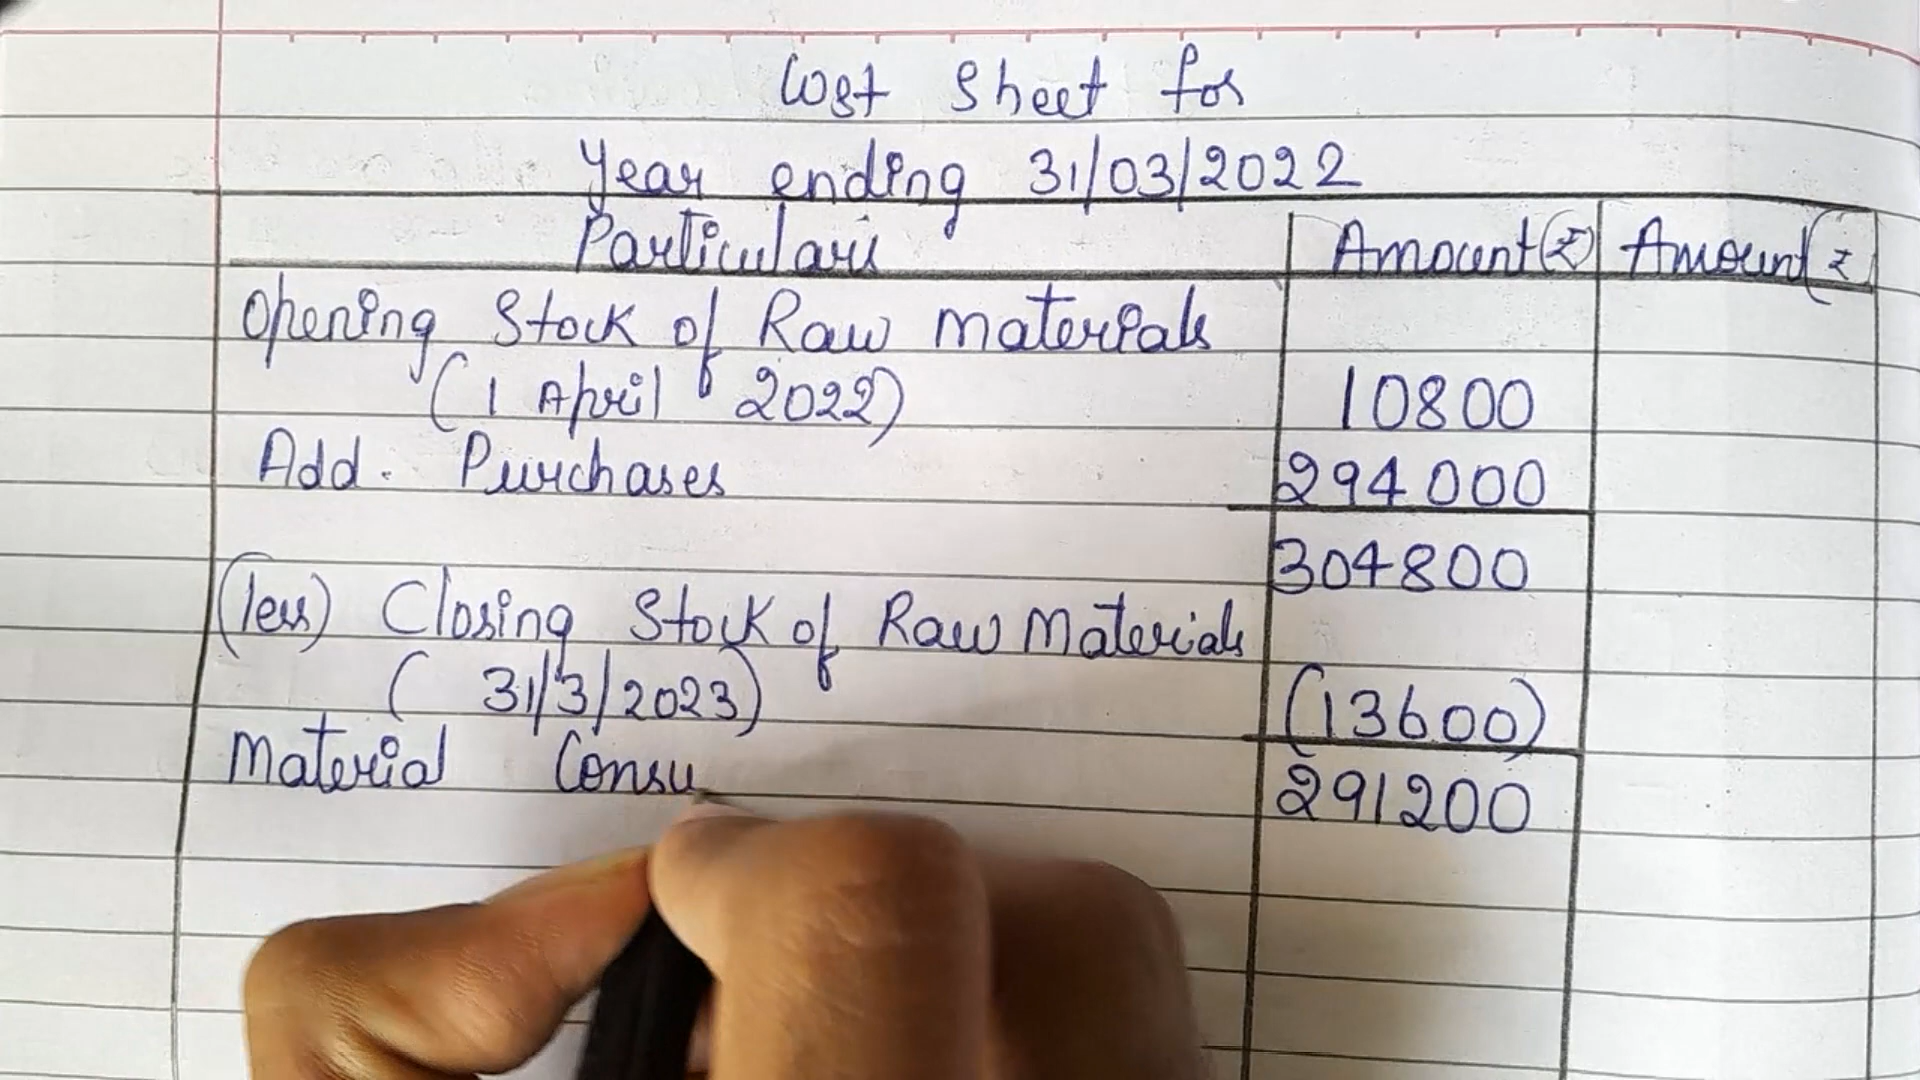 Cost Sheet for
Year ending 31/03/2022
Particulars Amount(₹) Amount(₹
Opening Stock of Raw Materials
(1 April 2022) 10800
Add. Purchases 294000
304800
(less) Closing Stock of Raw Materials
(31/3/2023) (13600)
Material Consu 291200